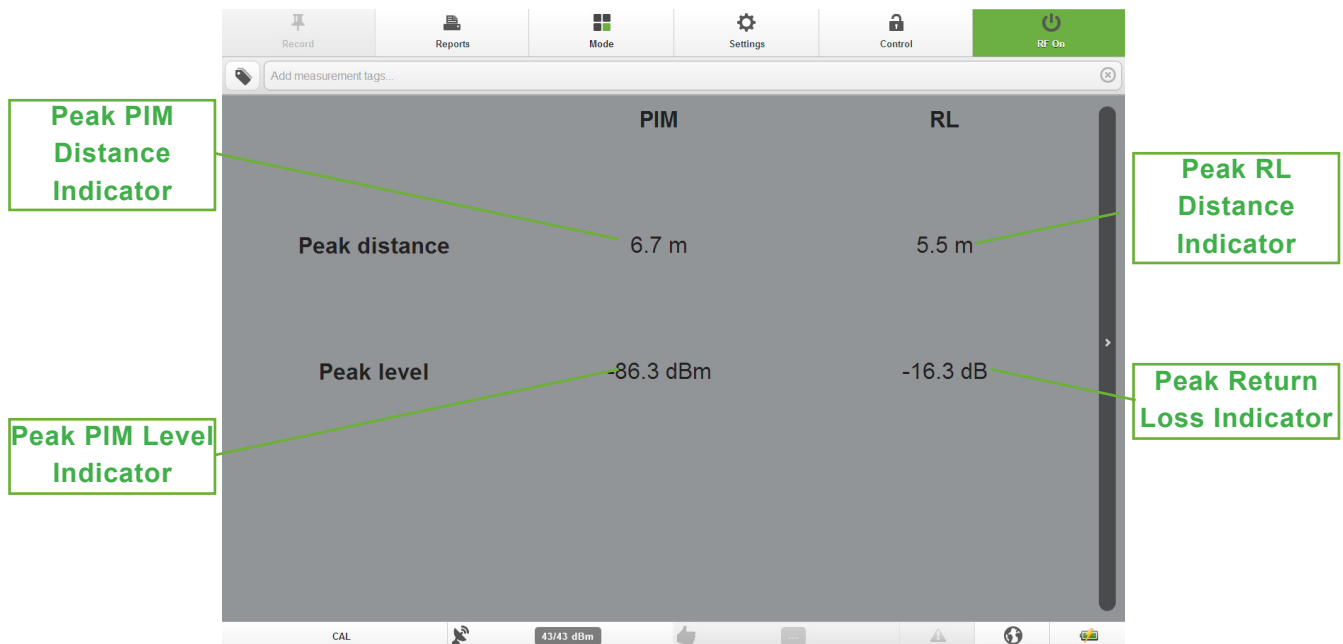 Record
Reports
Mode
Settings
Control
RF On
Add measurement tags...
Peak PIM
Distance
Indicator
PIM
RL
Peak RL
Distance
Indicator
Peak distance
6.7 m
5.5 m
Peak level
-86.3 dBm
-16.3 dB
Peak Return
Loss Indicator
Peak PIM Level
Indicator
CAL
43/43 dBm
...